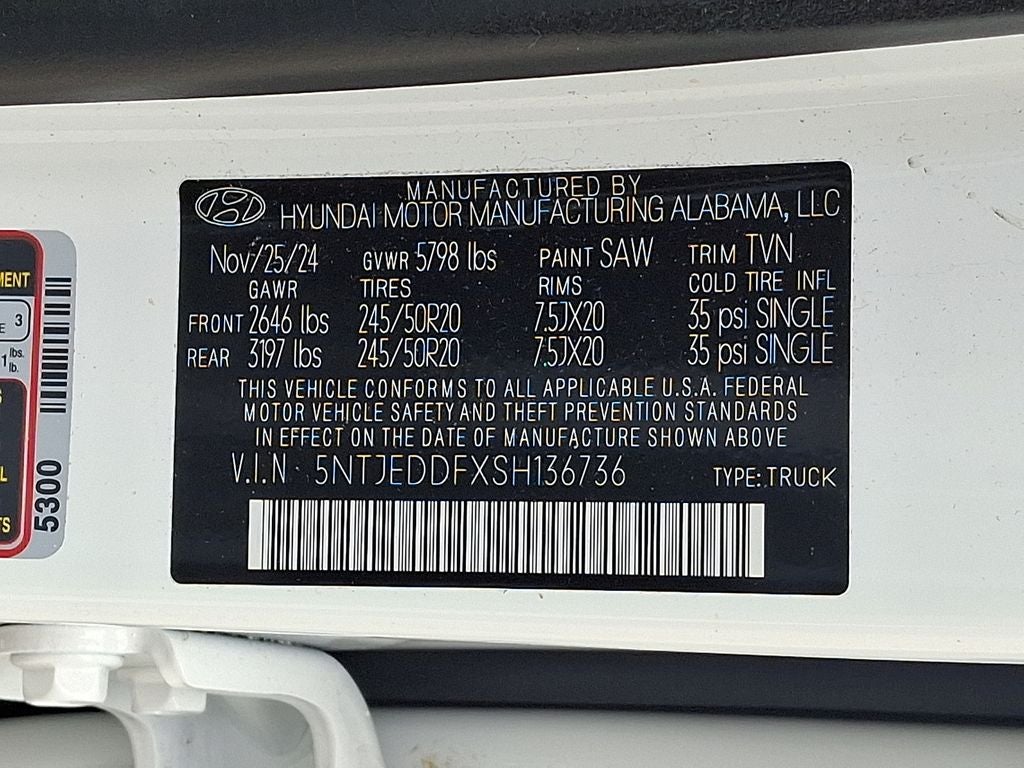 MANUFACTURED BY
HYUNDAI MOTOR MANUFACTURING ALABAMA, LLC
Nov/25/24 GVWR 5798 lbs PAINT SAW TRIM TVN
GAWR TIRES RIMS COLD TIRE INFL
FRONT 2646 lbs 245/50R20 7.5JX20 35 psi SINGLE
REAR 3197 lbs 245/50R20 7.5JX20 35 psi SINGLE
THIS VEHICLE CONFORMS TO ALL APPLICABLE U.S.A. FEDERAL
MOTOR VEHICLE SAFETY AND THEFT PREVENTION STANDARDS
IN EFFECT ON THE DATE OF MANUFACTURE SHOWN ABOVE
V.I.N : 5NTJEDDFXSH136736 TYPE: TRUCK
3
lbs.
lb.
5300